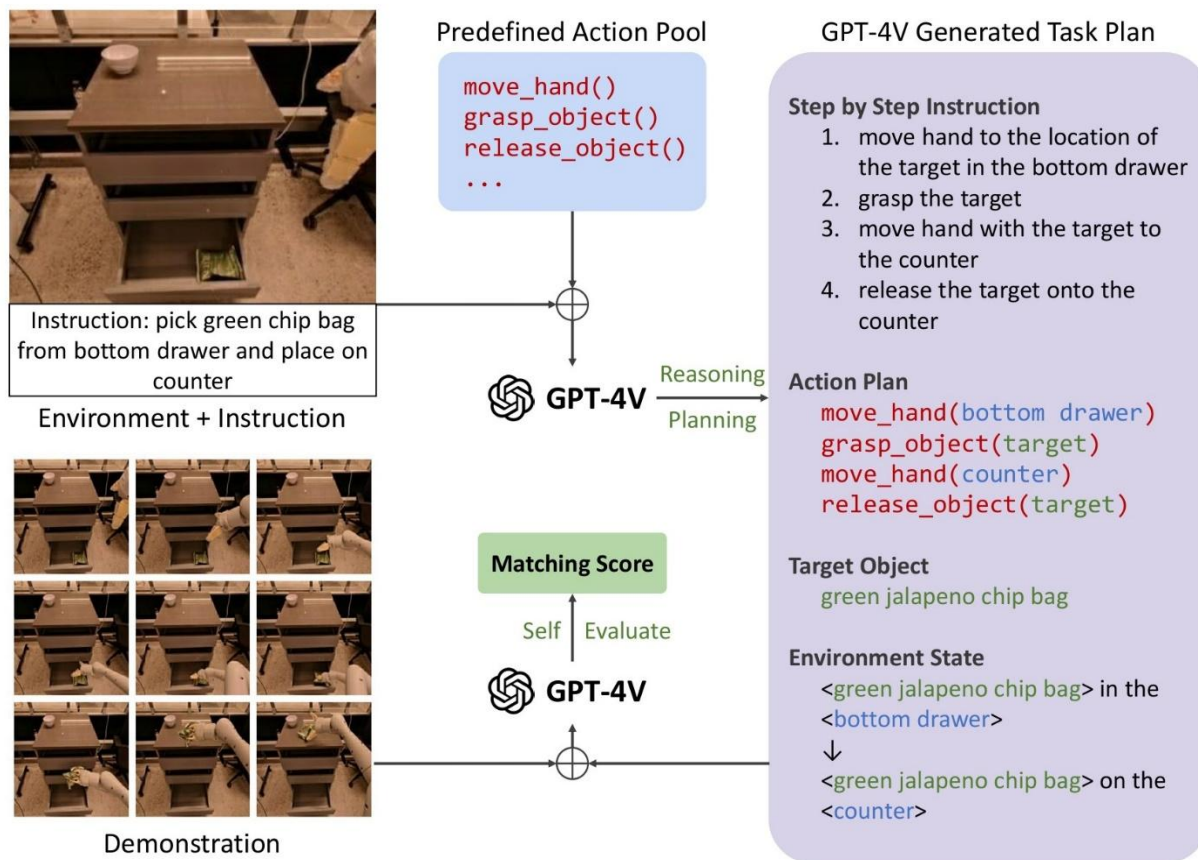 Predefined Action Pool
move_hand()
grasp_object()
release_object()
...
Instruction: pick green chip bag
from bottom drawer and place on
counter
Environment + Instruction
GPT-4V
Reasoning
Planning
GPT-4V Generated Task Plan
Step by Step Instruction
1. move hand to the location of
the target in the bottom drawer
2. grasp the target
3. move hand with the target to
the counter
4. release the target onto the
counter
Action Plan
move_hand(bottom drawer)
grasp_object(target)
move_hand(counter)
release_object(target)
Target Object
green jalapeno chip bag
Environment State
<green jalapeno chip bag> in the
<bottom drawer>
↓
<green jalapeno chip bag> on the
<counter>
Matching Score
Self Evaluate
GPT-4V
Demonstration